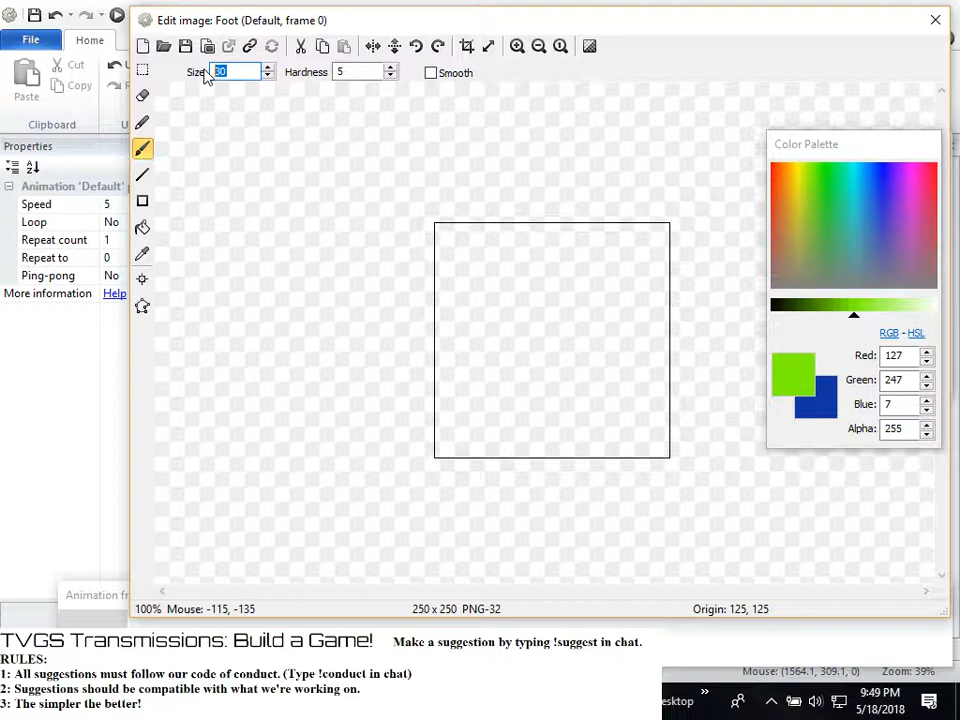 Edit image: Foot (Default, frame 0)
File
Home
Cut
Copy
Paste
Clipboard
Size 30 Hardness 5 Smooth
Properties
Animation 'Default'
Speed 5
Loop No
Repeat count 1
Repeat to 0
Ping-pong No
More information Help
Color Palette
RGB - HSL
Red: 127
Green: 247
Blue: 7
Alpha: 255
Animation
100% Mouse: -115, -135 250 x 250 PNG-32 Origin: 125, 125
TVGS Transmissions: Build a Game! Make a suggestion by typing !suggest in chat.
RULES:
1: All suggestions must follow our code of conduct. (Type !conduct in chat)
2: Suggestions should be compatible with what we're working on.
3: The simpler the better!
Mouse: (1564.1, 309.1, 0) Zoom: 39%
esktop
9:49 PM
5/18/2018